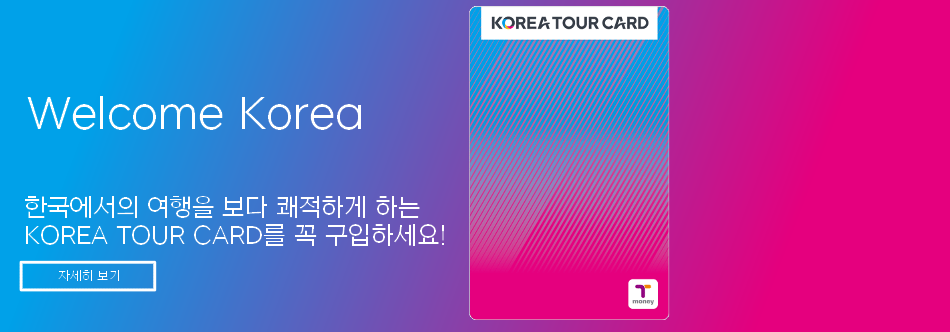 KOREA TOUR CARD
Welcome Korea
한국에서의 여행을 보다 쾌적하게 하는
KOREA TOUR CARD를 꼭 구입하세요!
자세히 보기
T
money